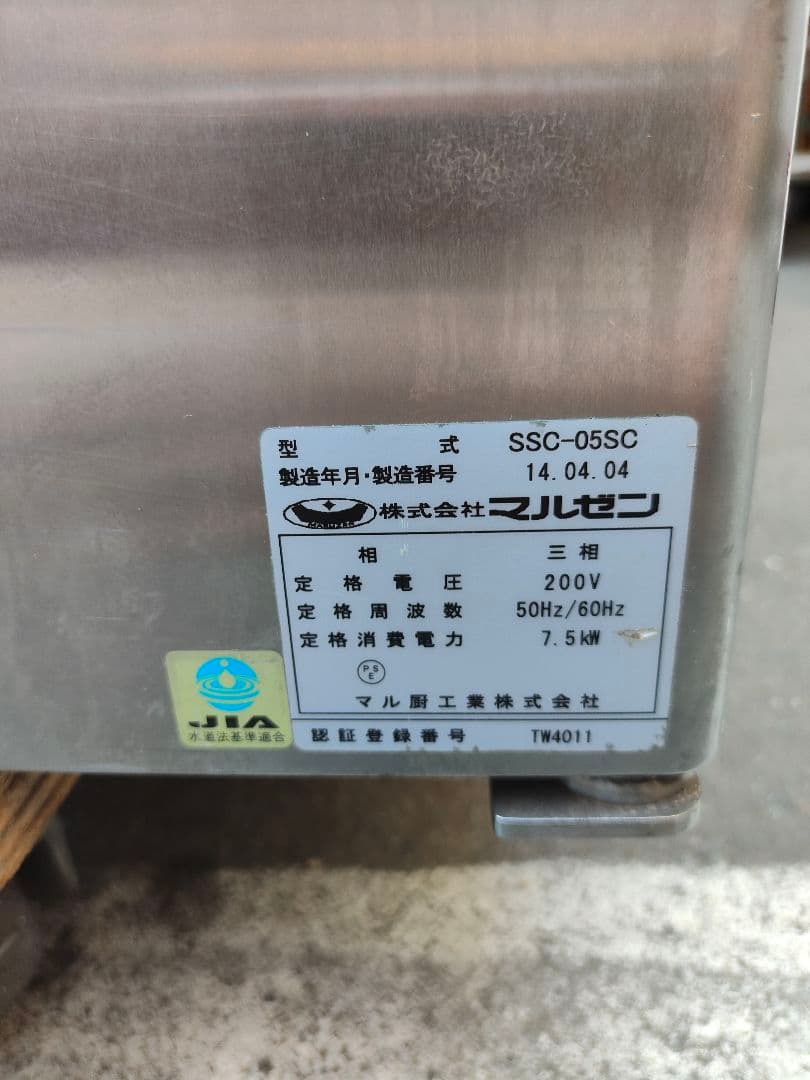 型式 SSC-05SC
製造年月・製造番号 14.04.04
MARUZEN 株式会社マルゼン
相 三相
定格電圧 200V
定格周波数 50Hz/60Hz
定格消費電力 7.5kW
PSE
マル厨工業株式会社
認証登録番号 TW4011
JIA
水道法基準適合